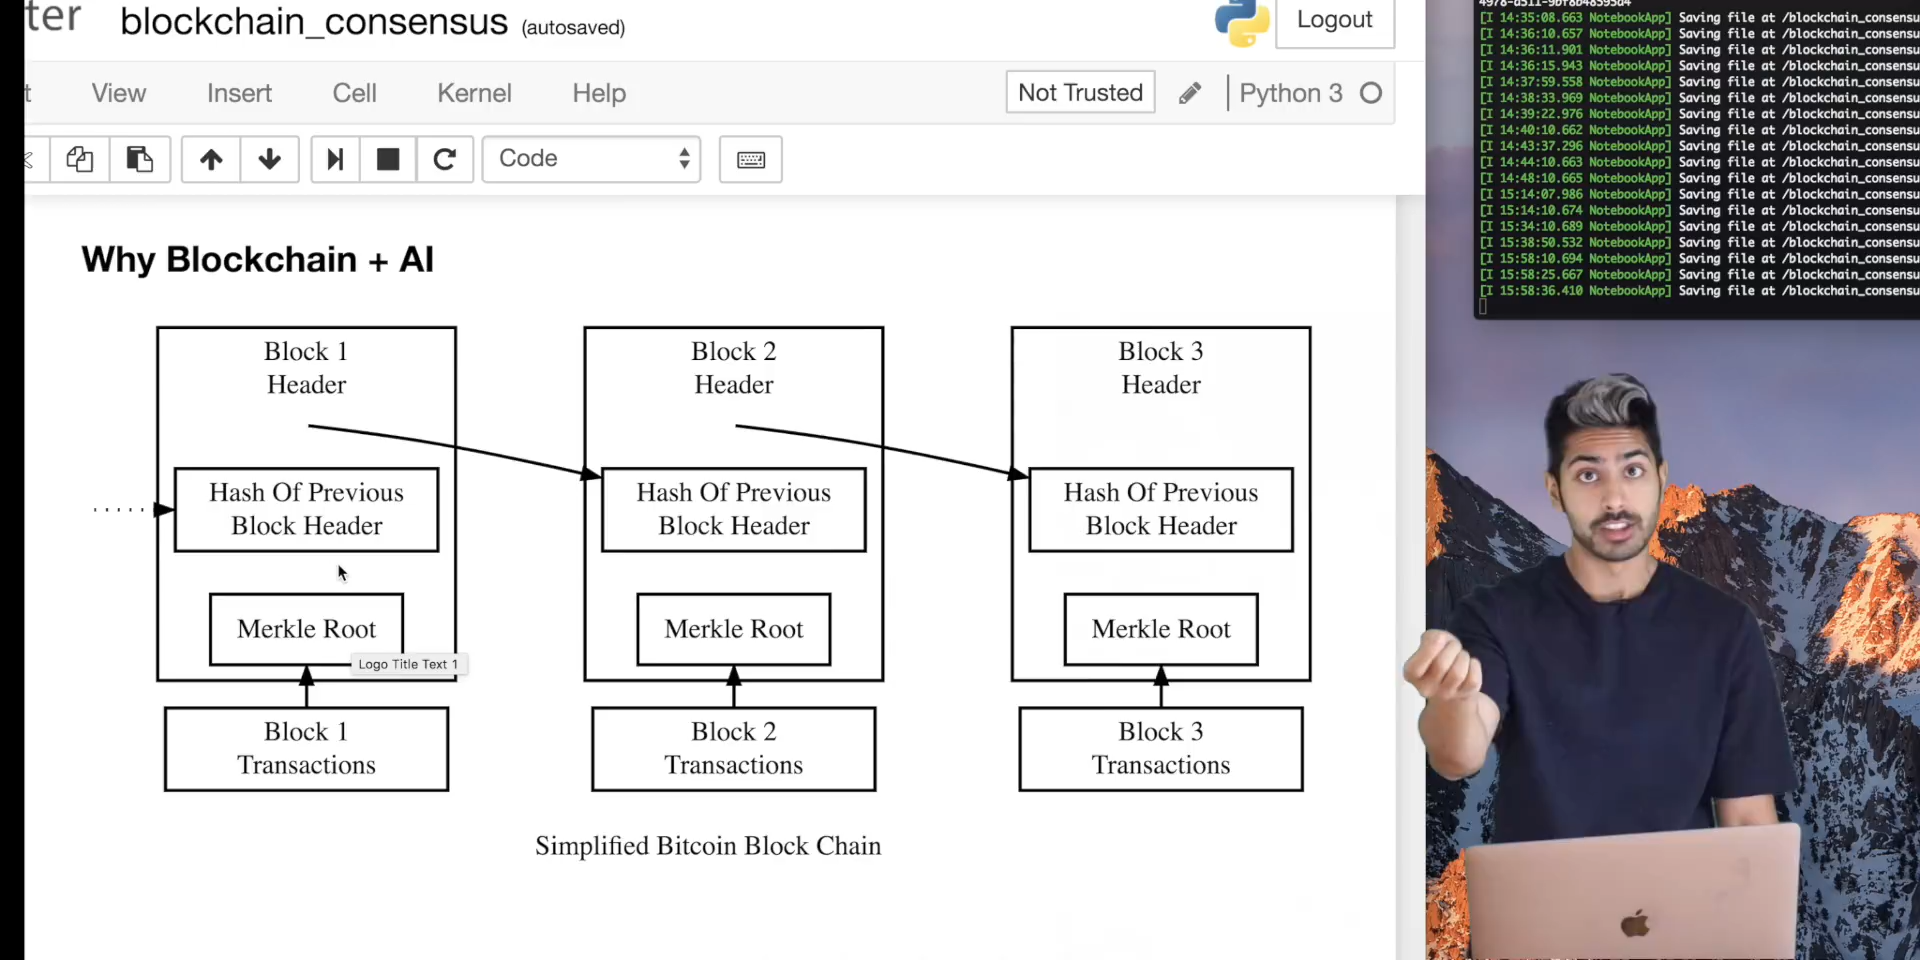 ter blockchain_consensus (autosaved)
Logout
t View Insert Cell Kernel Help
Not Trusted
Python 3
Code
Why Blockchain + AI
Block 1
Header
Hash Of Previous
Block Header
Merkle Root
Logo Title Text 1
Block 1
Transactions
Block 2
Header
Hash Of Previous
Block Header
Merkle Root
Block 2
Transactions
Block 3
Header
Hash Of Previous
Block Header
Merkle Root
Block 3
Transactions
Simplified Bitcoin Block Chain
[I 14:35:08.663 NotebookApp] Saving file at /blockchain_consensu
[I 14:36:10.657 NotebookApp] Saving file at /blockchain_consensu
[I 14:36:11.901 NotebookApp] Saving file at /blockchain_consensu
[I 14:36:15.943 NotebookApp] Saving file at /blockchain_consensu
[I 14:37:59.558 NotebookApp] Saving file at /blockchain_consensu
[I 14:38:33.969 NotebookApp] Saving file at /blockchain_consensu
[I 14:39:22.976 NotebookApp] Saving file at /blockchain_consensu
[I 14:40:10.662 NotebookApp] Saving file at /blockchain_consensu
[I 14:43:37.296 NotebookApp] Saving file at /blockchain_consensu
[I 14:44:10.663 NotebookApp] Saving file at /blockchain_consensu
[I 14:48:10.665 NotebookApp] Saving file at /blockchain_consensu
[I 15:14:07.986 NotebookApp] Saving file at /blockchain_consensu
[I 15:14:10.674 NotebookApp] Saving file at /blockchain_consensu
[I 15:34:10.689 NotebookApp] Saving file at /blockchain_consensu
[I 15:38:50.532 NotebookApp] Saving file at /blockchain_consensu
[I 15:58:10.694 NotebookApp] Saving file at /blockchain_consensu
[I 15:58:25.667 NotebookApp] Saving file at /blockchain_consensu
[I 15:58:36.410 NotebookApp] Saving file at /blockchain_consensu